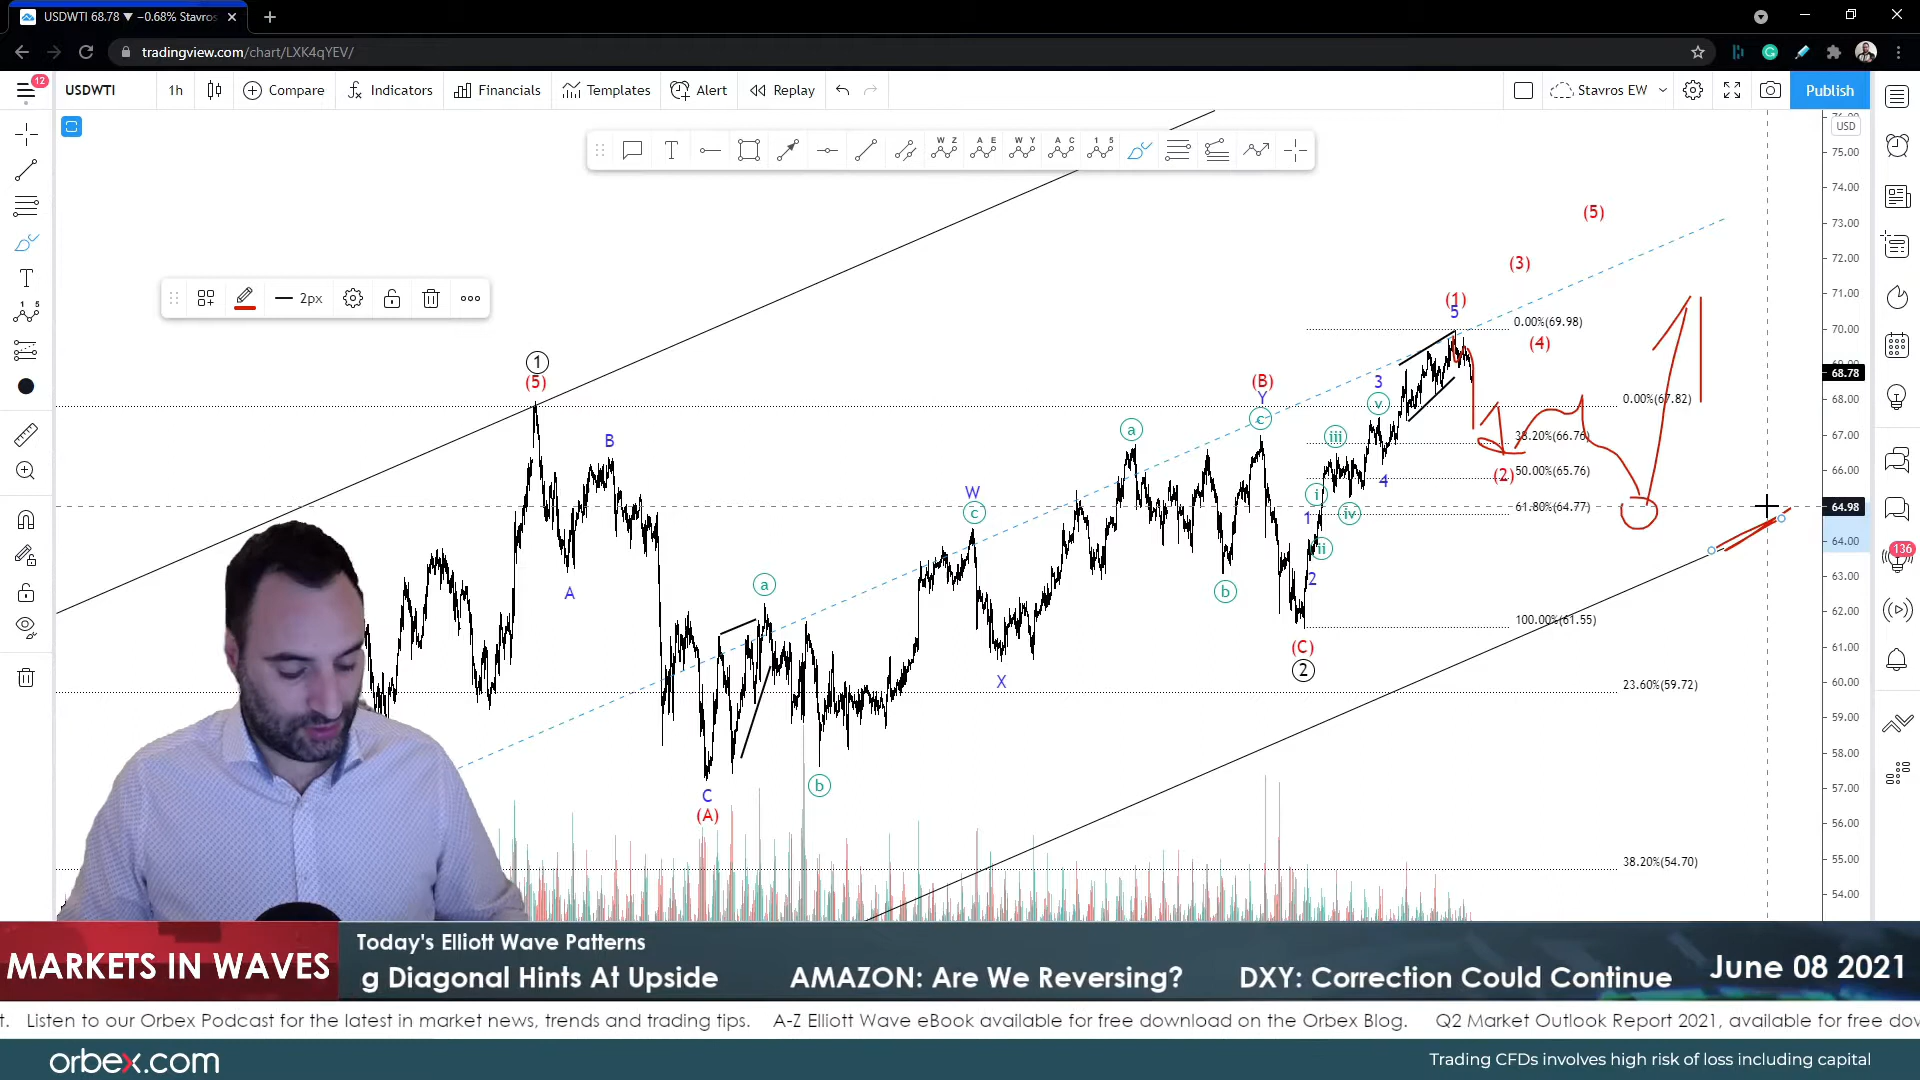 USDWTI 68.78 ▼ −0.68% Stavros
tradingview.com/chart/LXK4qYEV/
12
USDWTI 1h Compare Indicators Financials Templates Alert Replay Stavros EW Publish
W Z A E W Y A C 1 5
2px
USD
75.00
74.00
73.00
72.00
71.00
70.00
68.78
68.00
67.00
66.00
64.98
64.00
63.00
62.00
61.00
60.00
59.00
58.00
57.00
56.00
55.00
54.00
136
(5)
(3)
(1)
5
0.00%(69.98)
(4)
1
(5)
(B)
Y
c
3
v
0.00%(67.82)
B
a
iii
38.20%(66.76)
50.00%(65.76)
(2)
4
W
c
i
61.80%(64.77)
1
iv
ii
2
A
a
b
100.00%(61.55)
(C)
2
X
23.60%(59.72)
C
(A)
b
38.20%(54.70)
MARKETS IN WAVES
Today's Elliott Wave Patterns
g Diagonal Hints At Upside AMAZON: Are We Reversing? DXY: Correction Could Continue
June 08 2021
t. Listen to our Orbex Podcast for the latest in market news, trends and trading tips. A-Z Elliott Wave eBook available for free download on the Orbex Blog. Q2 Market Outlook Report 2021, available for free dov
orbex.com
Trading CFDs involves high risk of loss including capital